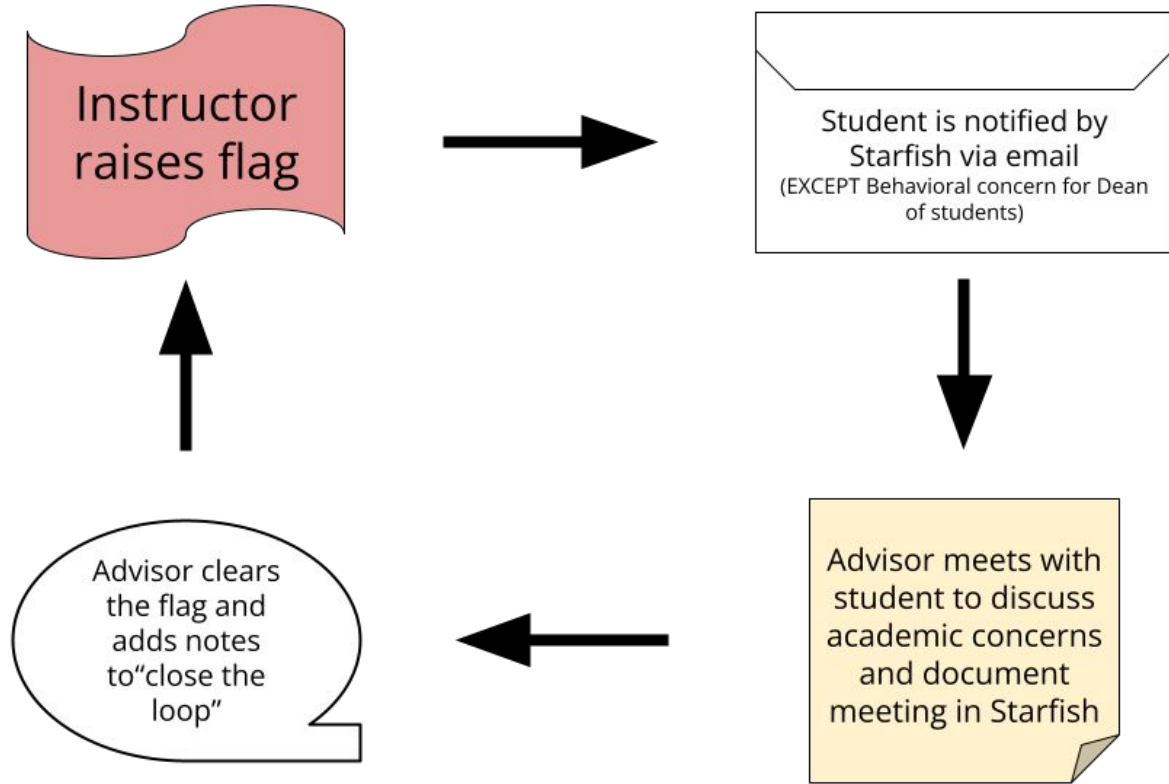 Instructor
raises flag
Student is notified by
Starfish via email
(EXCEPT Behavioral concern for Dean
of students)
Advisor meets with
student to discuss
academic concerns
and document
meeting in Starfish
Advisor clears
the flag and
adds notes
to“close the
loop”